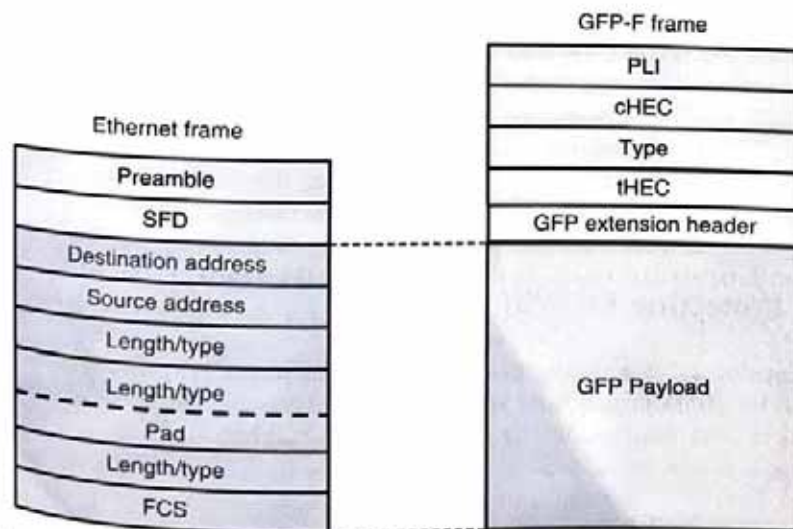 GFP-F frame
PLI
cHEC
Type
tHEC
GFP extension header
GFP Payload
Ethernet frame
Preamble
SFD
Destination address
Source address
Length/type
Length/type
Pad
Length/type
FCS